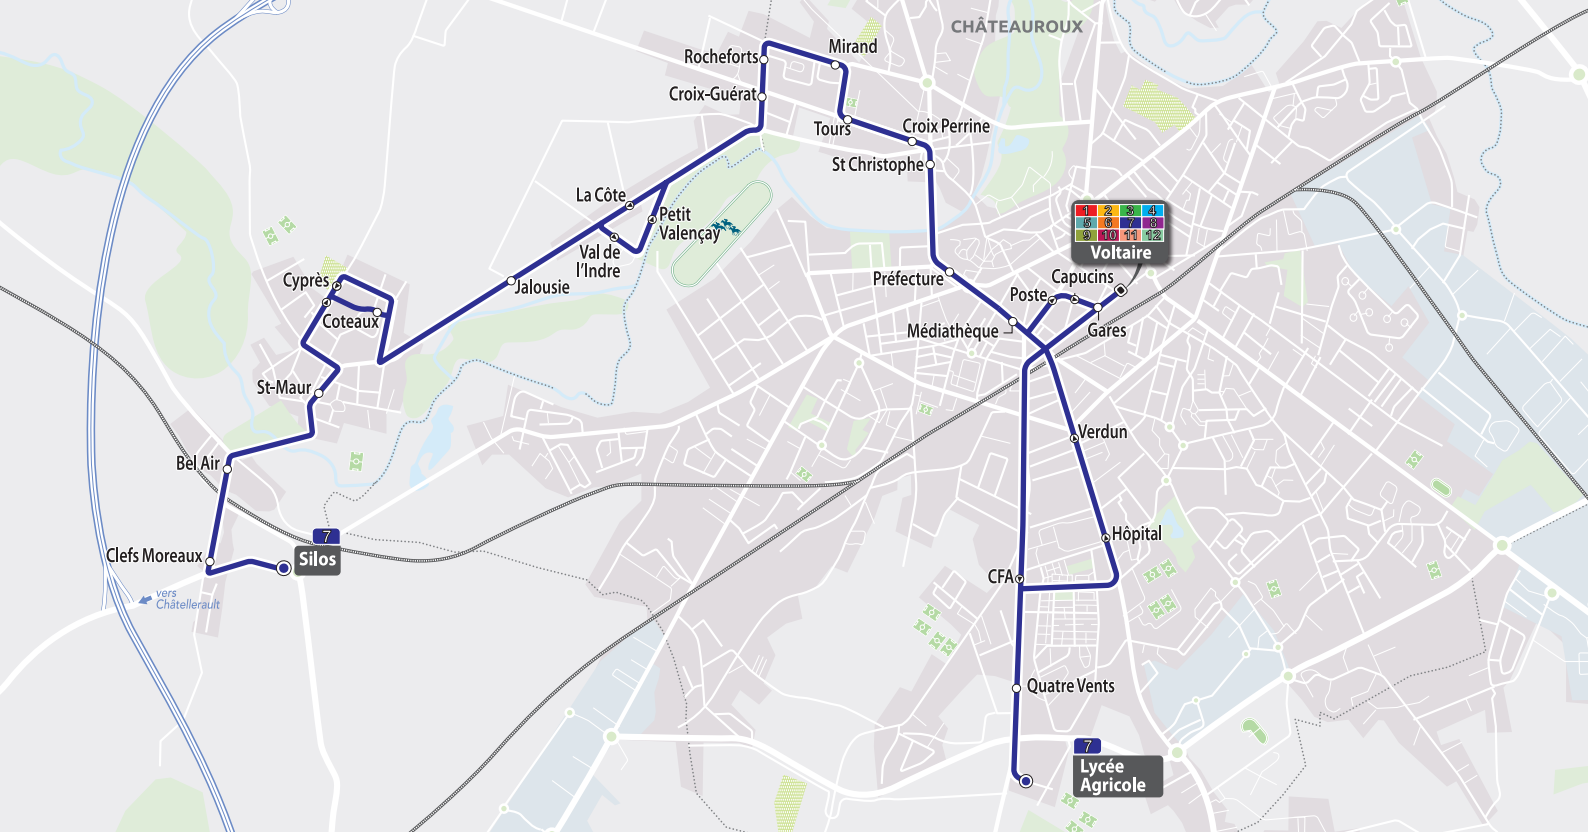 CHÂTEAUROUX
Mirand
Rocheforts
Croix-Guérat
Tours
Croix Perrine
St Christophe
La Côte
Petit
Valençay
Val de
l'Indre
1 2 3 4
5 6 7 8
9 10 11 12
Voltaire
Cyprès
Coteaux
Jalousie
Préfecture
Capucins
Poste
Médiathèque
Gares
St-Maur
Verdun
Bel Air
Hôpital
7
Silos
Clefs Moreaux
CFA
vers
Châtellerault
Quatre Vents
7
Lycée
Agricole